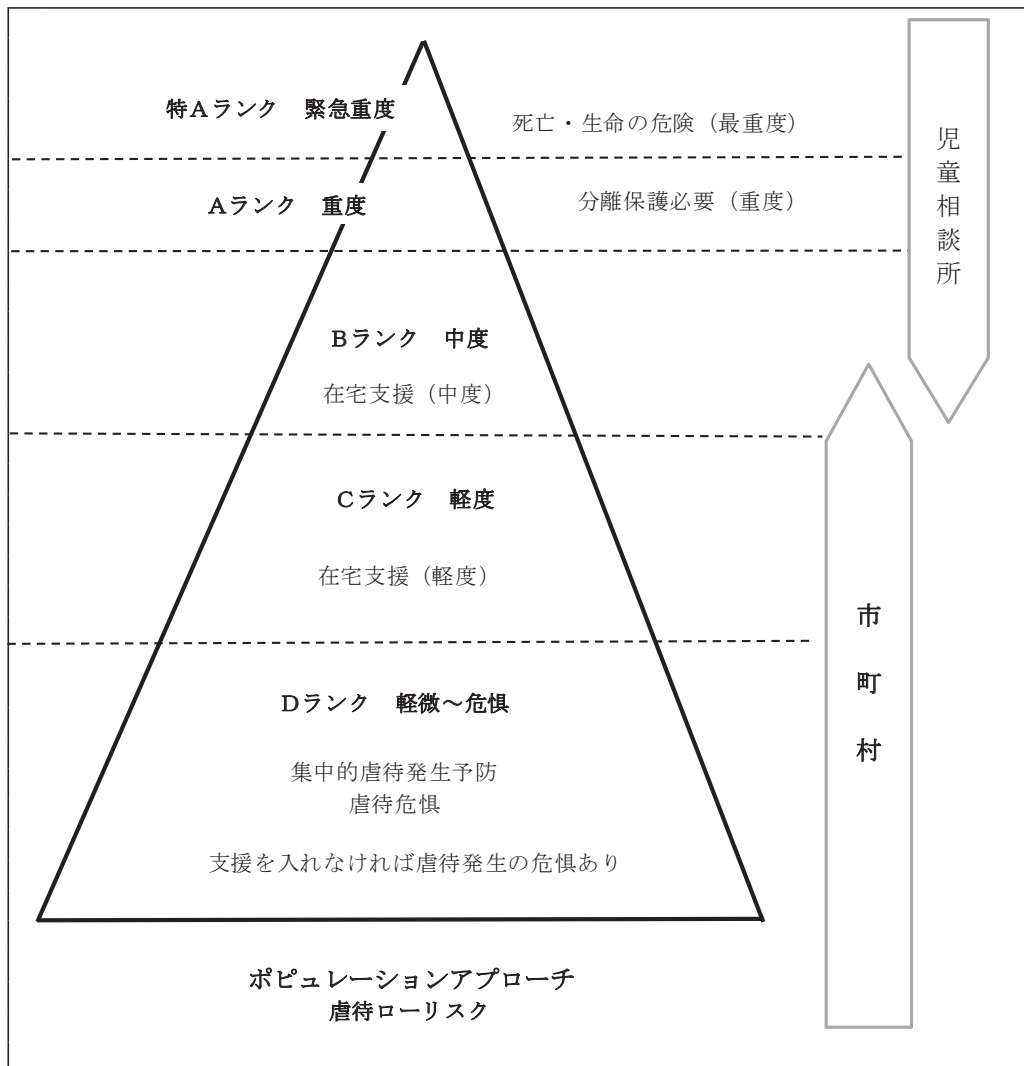 特Aランク　緊急重度
死亡・生命の危険（最重度）
Aランク　重度
分離保護必要（重度）
児童相談所
Bランク　中度
在宅支援（中度）
Cランク　軽度
在宅支援（軽度）
市町村
Dランク　軽微～危惧
集中的虐待発生予防
虐待危惧
支援を入れなければ虐待発生の危惧あり
ポピュレーションアプローチ
虐待ローリスク